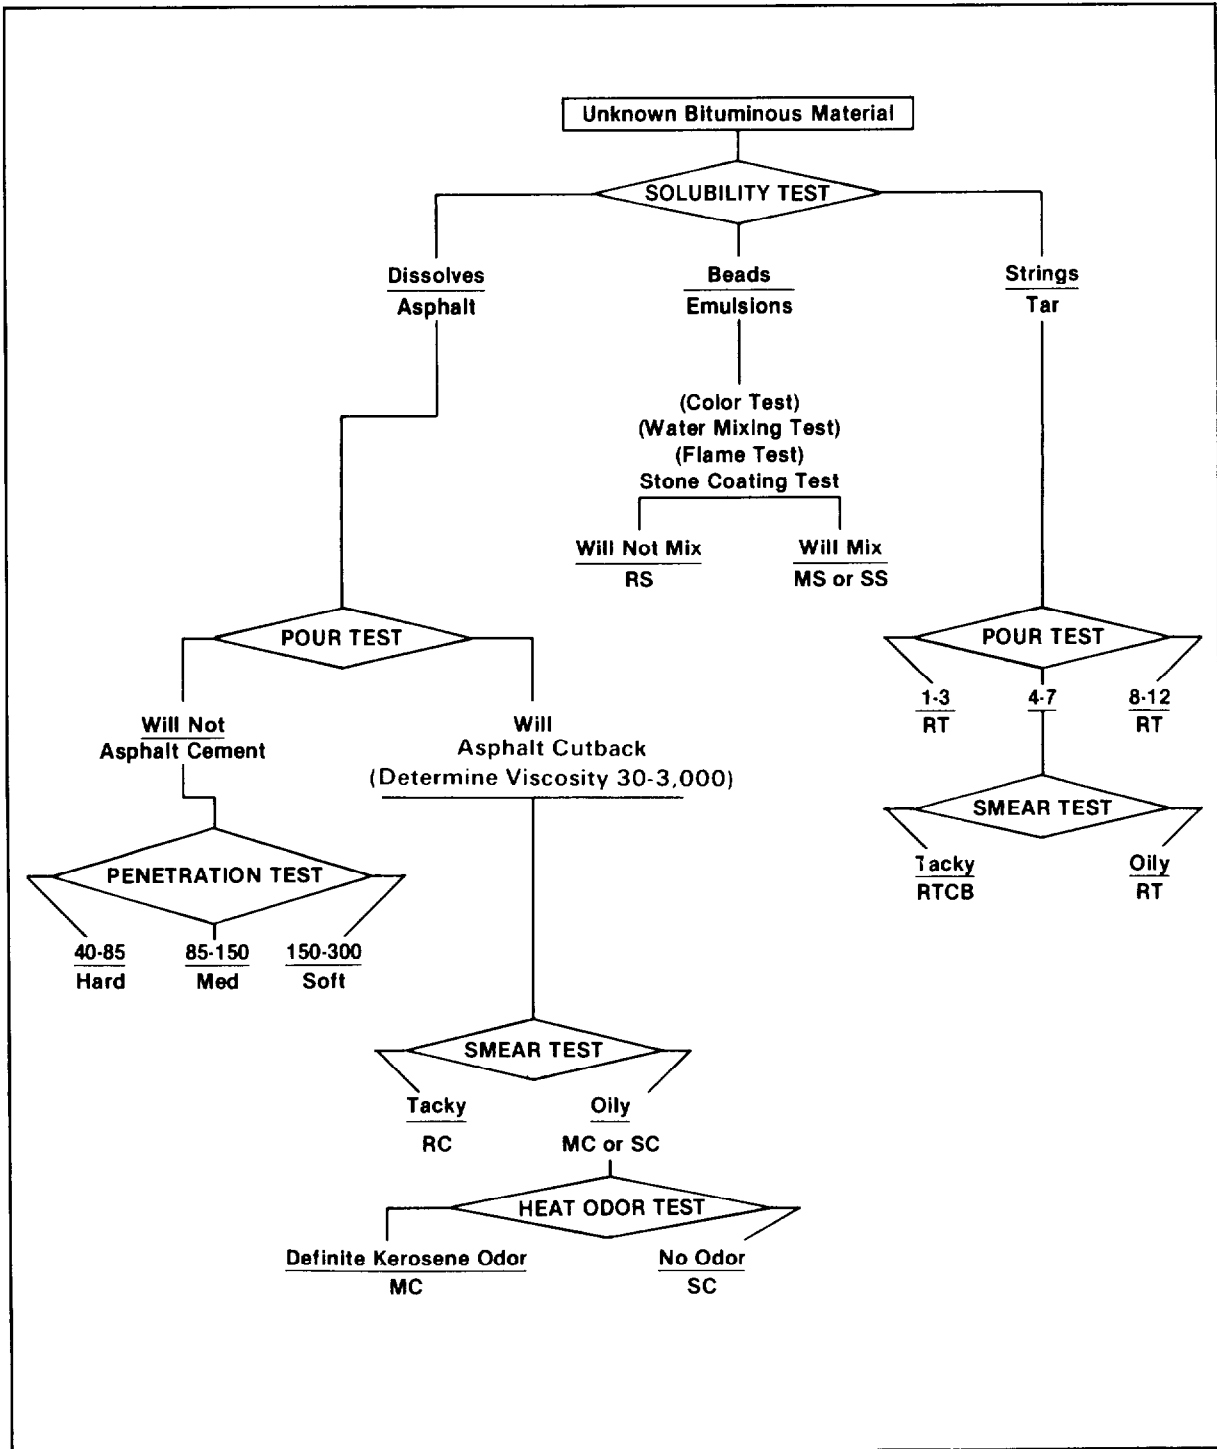 Unknown Bituminous Material
SOLUBILITY TEST
Dissolves
Asphalt
Beads
Emulsions
Strings
Tar
(Color Test)
(Water Mixing Test)
(Flame Test)
Stone Coating Test
Will Not Mix
RS
Will Mix
MS or SS
POUR TEST
Will Not
Asphalt Cement
Will
Asphalt Cutback
(Determine Viscosity 30-3,000)
POUR TEST
1-3
RT
4-7
8-12
RT
SMEAR TEST
Tacky
RTCB
Oily
RT
PENETRATION TEST
40-85
Hard
85-150
Med
150-300
Soft
SMEAR TEST
Tacky
RC
Oily
MC or SC
HEAT ODOR TEST
Definite Kerosene Odor
MC
No Odor
SC